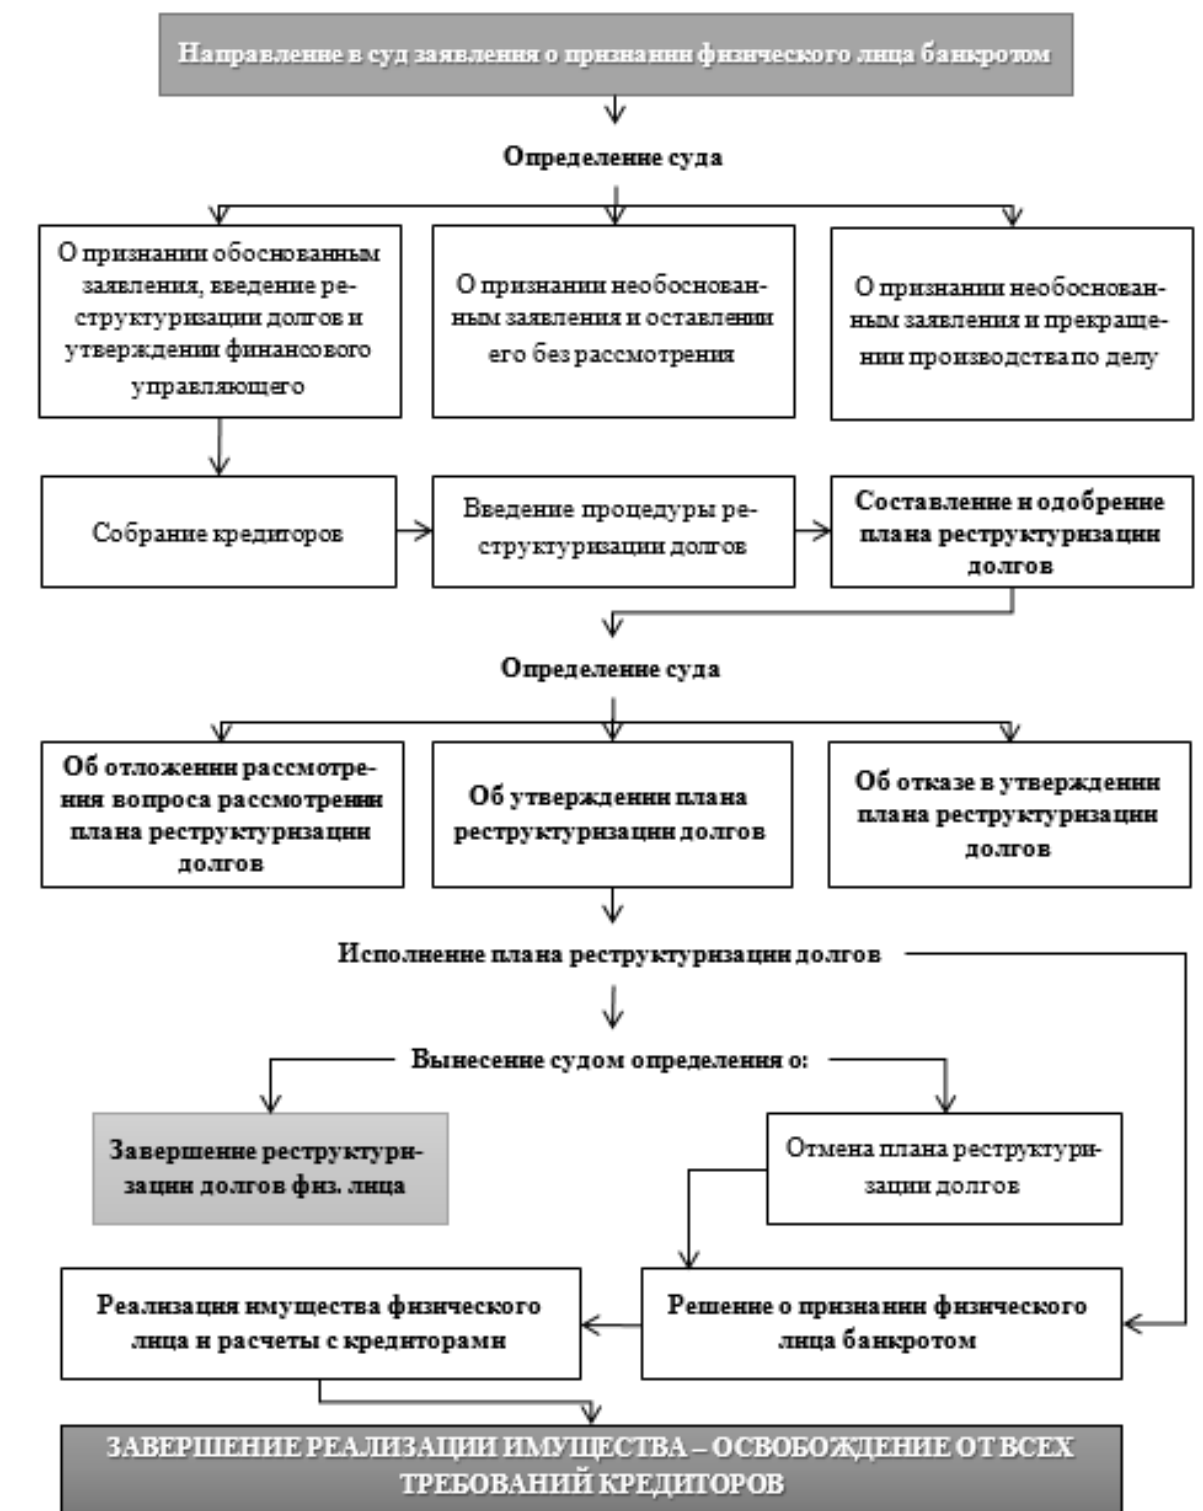 Направление в суд заявления о признании физического лица банкротом
Определение суда
О признании обоснованным
заявления, введение ре-
структуризации долгов и
утверждении финансового
управляющего
О признании необоснован-
ным заявления и оставлении
его без рассмотрения
О признании необоснован-
ным заявления и прекраще-
нии производства по делу
Собрание кредиторов
Введение процедуры ре-
структуризации долгов
Составление и одобрение
плана реструктуризации
долгов
Определение суда
Об отложении рассмотре-
ния вопроса рассмотрении
плана реструктуризации
долгов
Об утверждении плана
реструктуризации долгов
Об отказе в утверждении
плана реструктуризации
долгов
Исполнение плана реструктуризации долгов
Вынесение судом определения о:
Завершение реструктури-
зации долгов физ. лица
Отмена плана реструктури-
зации долгов
Реализация имущества физического
лица и расчеты с кредиторами
Решение о признании физического
лица банкротом
ЗАВЕРШЕНИЕ РЕАЛИЗАЦИИ ИМУЩЕСТВА – ОСВОБОЖДЕНИЕ ОТ ВСЕХ
ТРЕБОВАНИЙ КРЕДИТОРОВ